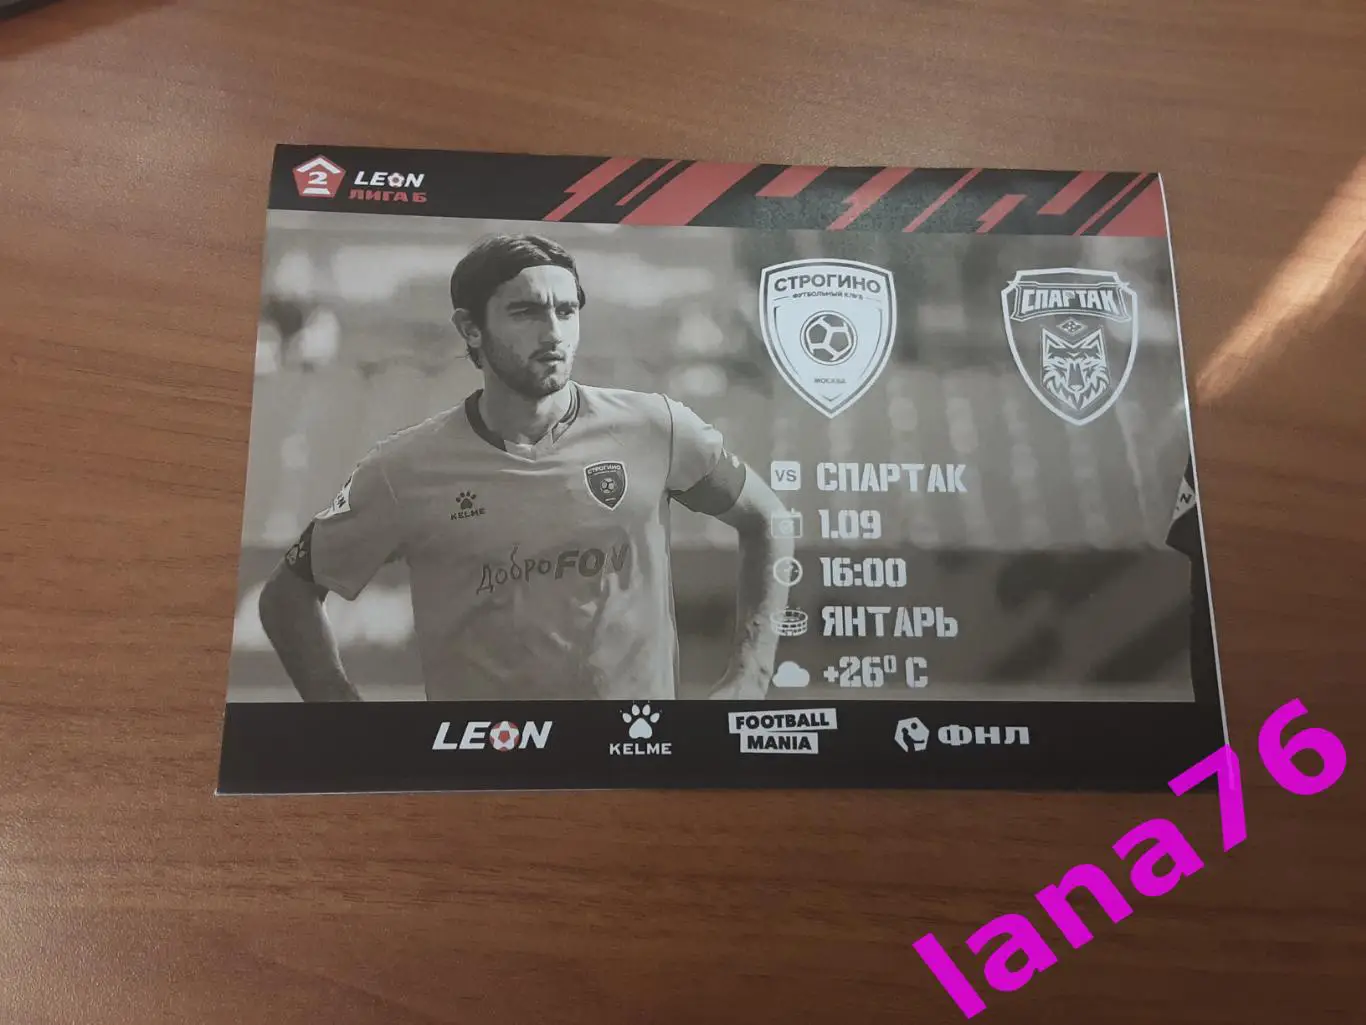 2 LEON
ЛИГА Б
СТРОГИНО
ФУТБОЛЬНЫЙ КЛУБ
МОСКВА
СПАРТАК
СТРОГИНО
KELME
ДОброFON
VS СПАРТАК
1.09
16:00
ЯНТАРЬ
+26⁰ С
LEON
KELME
FOOTBALL
MANIA
ФНЛ
lana76